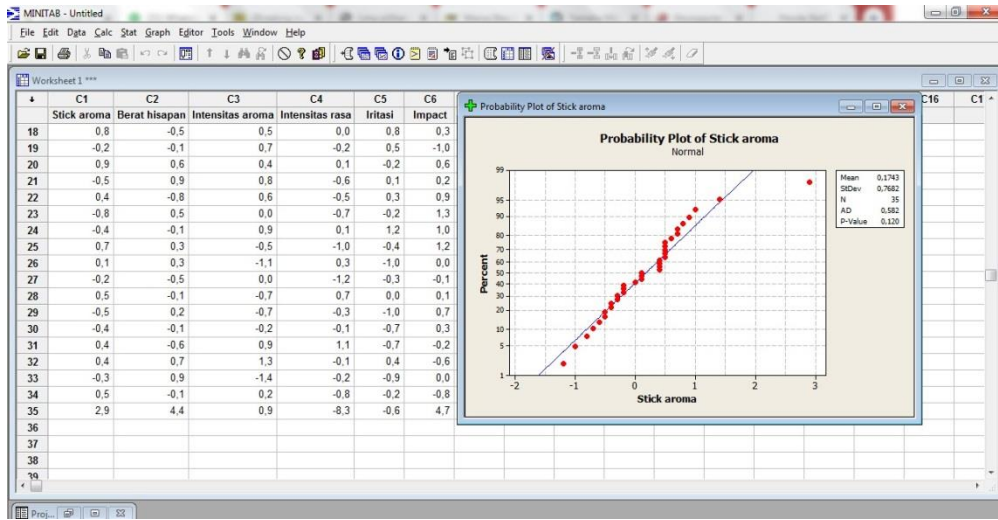 MINITAB - Untitled
File Edit Data Calc Stat Graph Editor Tools Window Help
Worksheet 1 ***
C1 C2 C3 C4 C5 C6 C16 C1
Stick aroma Berat hisapan Intensitas aroma Intensitas rasa Iritasi Impact
18 0,8 -0,5 0,5 0,0 0,8 0,3
19 -0,2 -0,1 0,7 -0,2 0,5 -1,0
20 0,9 0,6 0,4 0,1 -0,2 0,6
21 -0,5 0,9 0,8 -0,6 0,1 0,2
22 0,4 -0,8 0,6 -0,5 0,3 0,9
23 -0,8 0,5 0,0 -0,7 -0,2 1,3
24 -0,4 -0,1 0,9 0,1 1,2 1,0
25 0,7 0,3 -0,5 -1,0 -0,4 1,2
26 0,1 0,3 -1,1 0,3 -1,0 0,0
27 -0,2 -0,5 0,0 -1,2 -0,3 -0,1
28 0,5 -0,1 -0,7 0,7 0,0 0,1
29 -0,5 0,2 -0,7 -0,3 -1,0 0,7
30 -0,4 -0,1 -0,2 -0,1 -0,7 0,3
31 0,4 -0,6 0,9 1,1 -0,7 -0,2
32 0,4 0,7 1,3 -0,1 0,4 -0,6
33 -0,3 0,9 -1,4 -0,2 -0,9 0,0
34 0,5 -0,1 0,2 -0,8 -0,2 -0,8
35 2,9 4,4 0,9 -8,3 -0,6 4,7
36
37
38
39
Probability Plot of Stick aroma
Probability Plot of Stick aroma
Normal
99
95
90
80
70
60
50
40
30
20
10
5
1
Percent
-2 -1 0 1 2 3
Stick aroma
Mean 0,1743
StDev 0,7682
N 35
AD 0,582
P-Value 0,120
Proj...